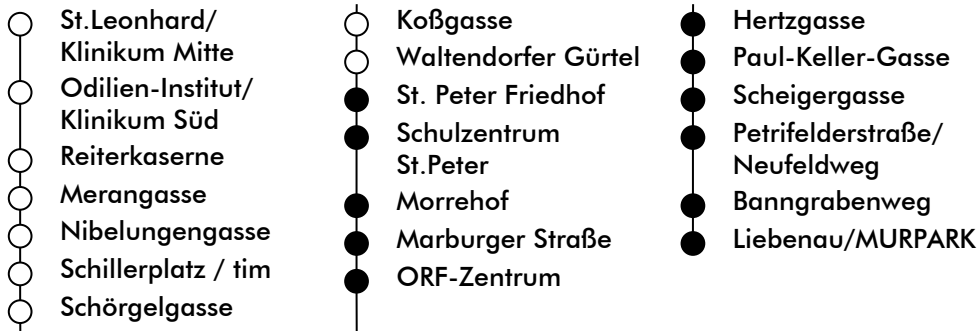 St.Leonhard/
Klinikum Mitte
Odilien-Institut/
Klinikum Süd
Reiterkaserne
Merangasse
Nibelungengasse
Schillerplatz / tim
Schörgelgasse
Koßgasse
Waltendorfer Gürtel
St. Peter Friedhof
Schulzentrum
St.Peter
Morrehof
Marburger Straße
ORF-Zentrum
Hertzgasse
Paul-Keller-Gasse
Scheigergasse
Petrifelderstraße/
Neufeldweg
Banngrabenweg
Liebenau/MURPARK